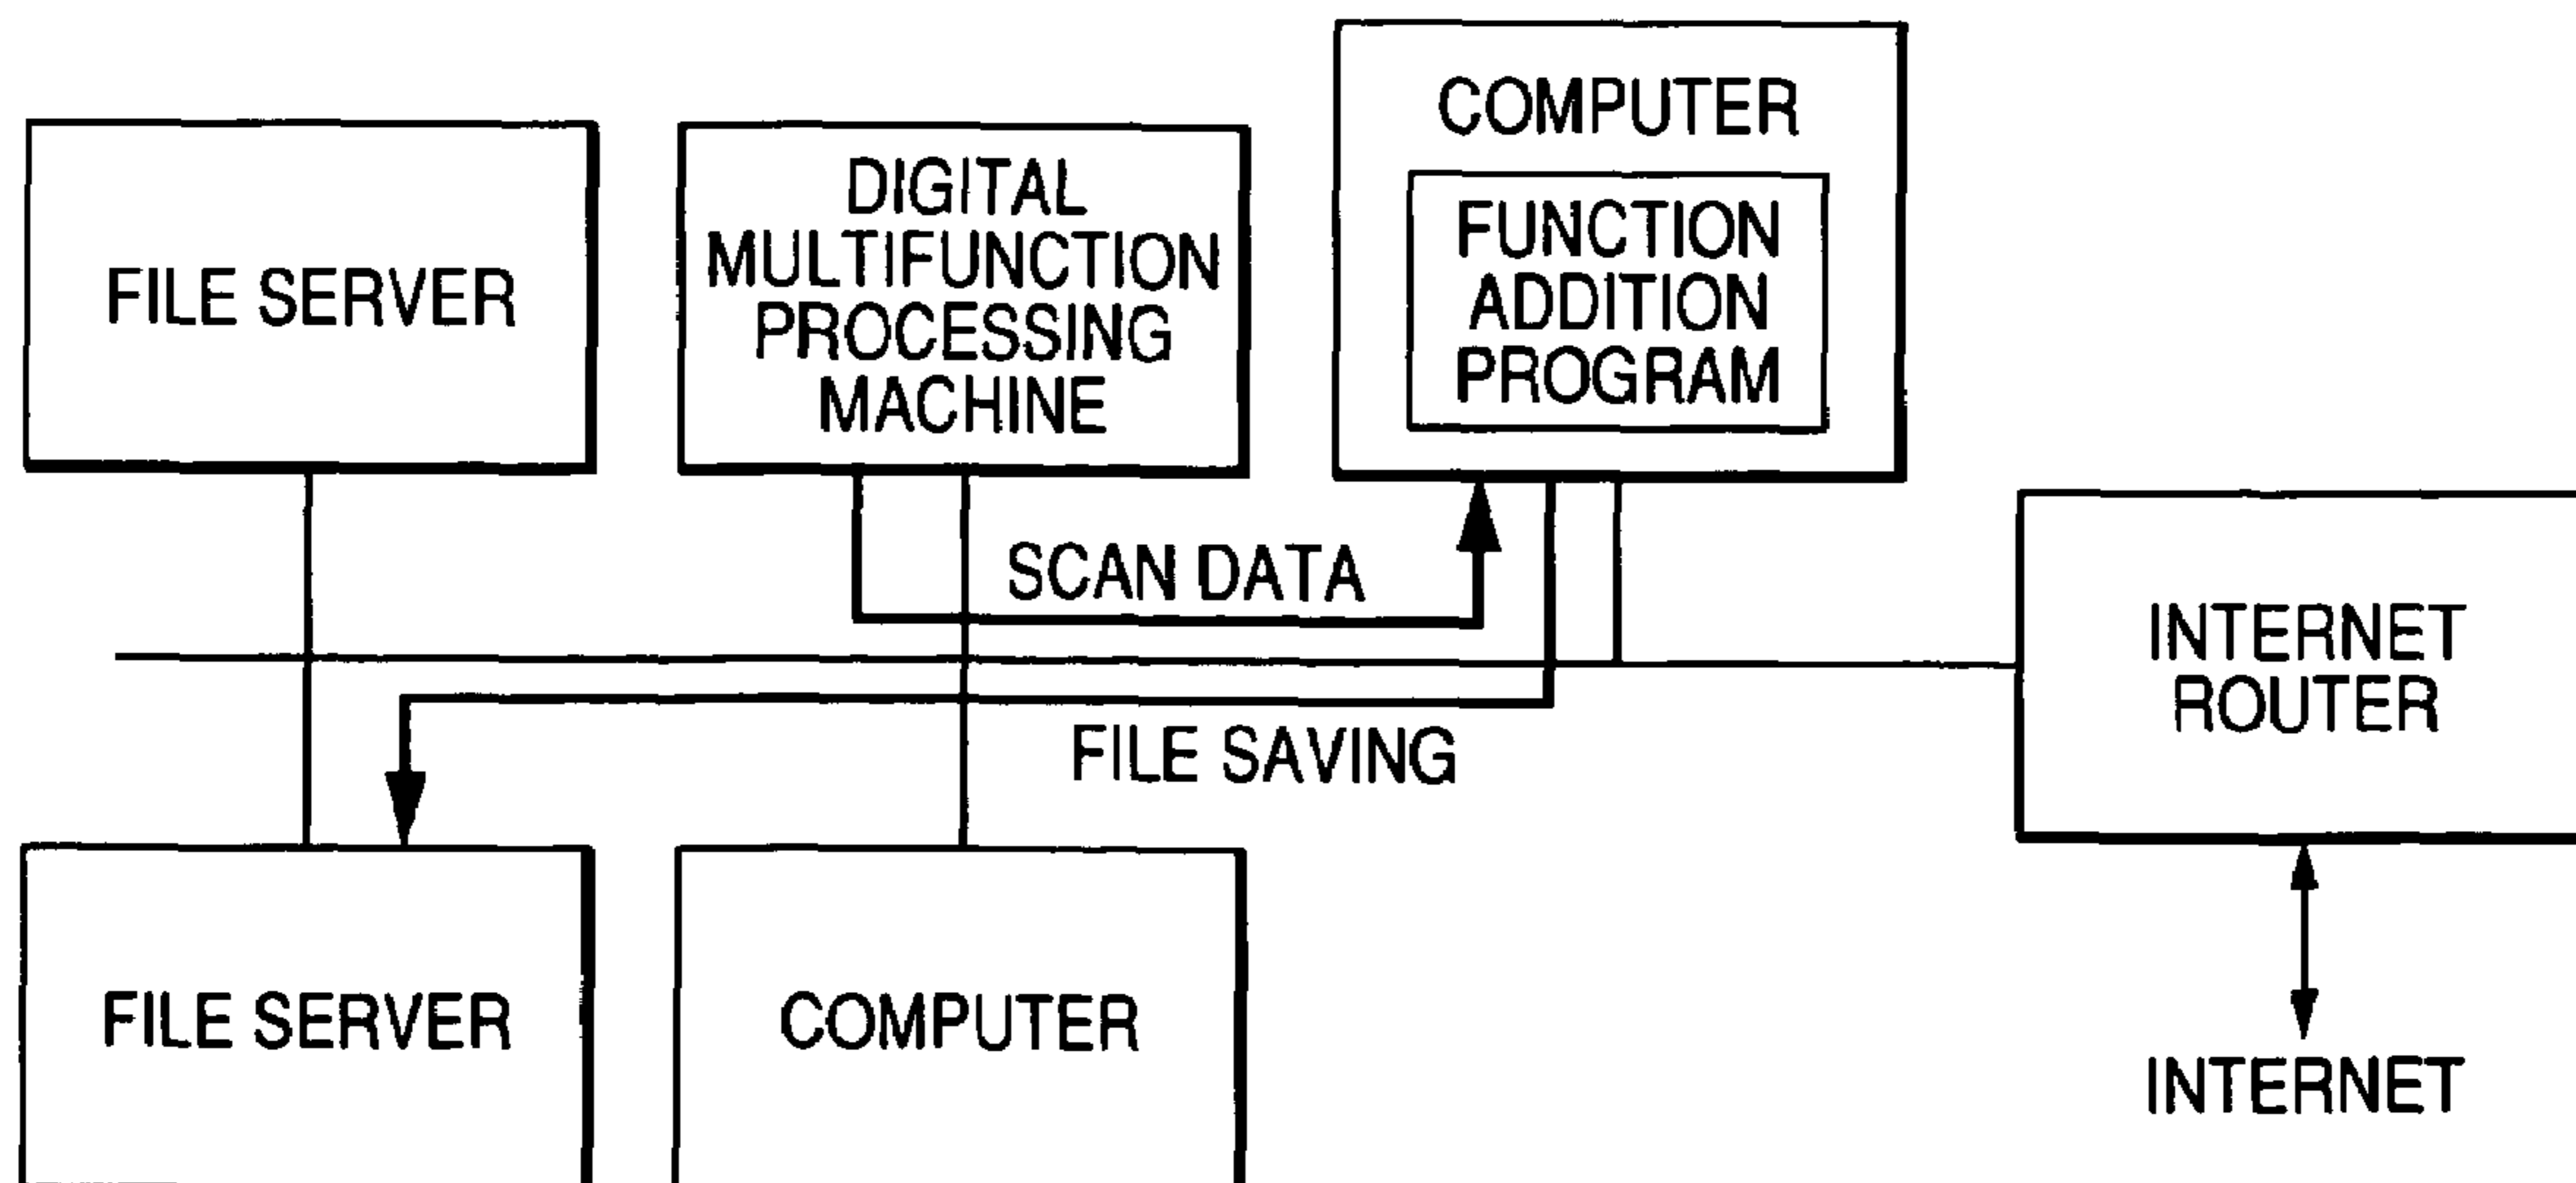 COMPUTER
FILE SERVER
DIGITAL
MULTIFUNCTION
PROCESSING
MACHINE
FUNCTION
ADDITION
PROGRAM
SCAN DATA
FILE SAVING
INTERNET
ROUTER
FILE SERVER
COMPUTER
INTERNET